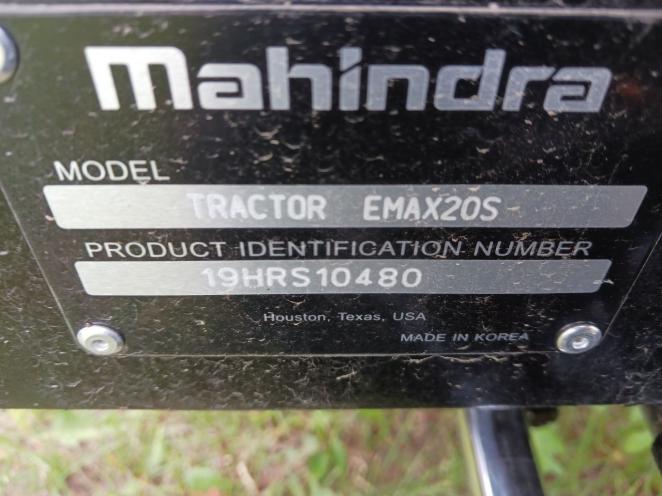 mahindra
MODEL
TRACTOR EMAX20S
PRODUCT IDENTIFICATION NUMBER
19HRS10480
Houston, Texas, USA
MADE IN KOREA